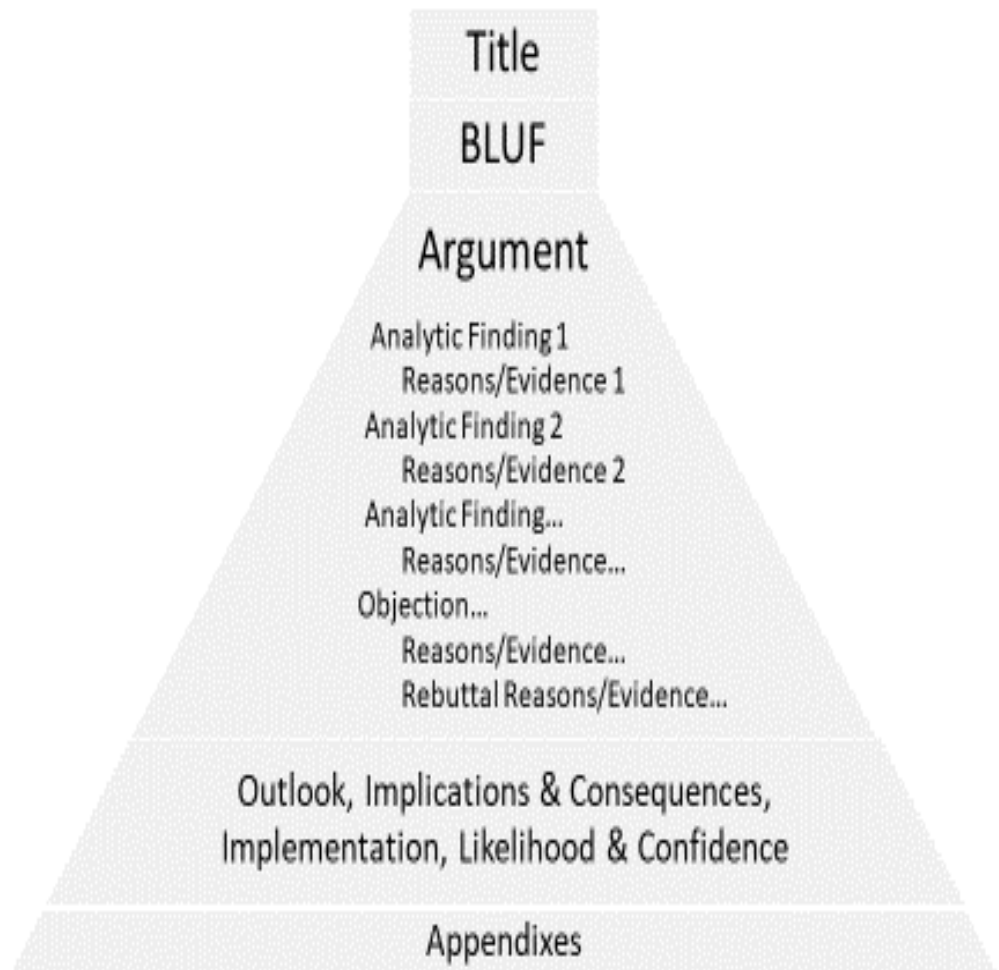 Title
BLUF
Argument
Analytic Finding 1
Reasons/Evidence 1
Analytic Finding 2
Reasons/Evidence 2
Analytic Finding...
Reasons/Evidence...
Objection...
Reasons/Evidence...
Rebuttal Reasons/Evidence...
Outlook, Implications & Consequences,
Implementation, Likelihood & Confidence
Appendixes